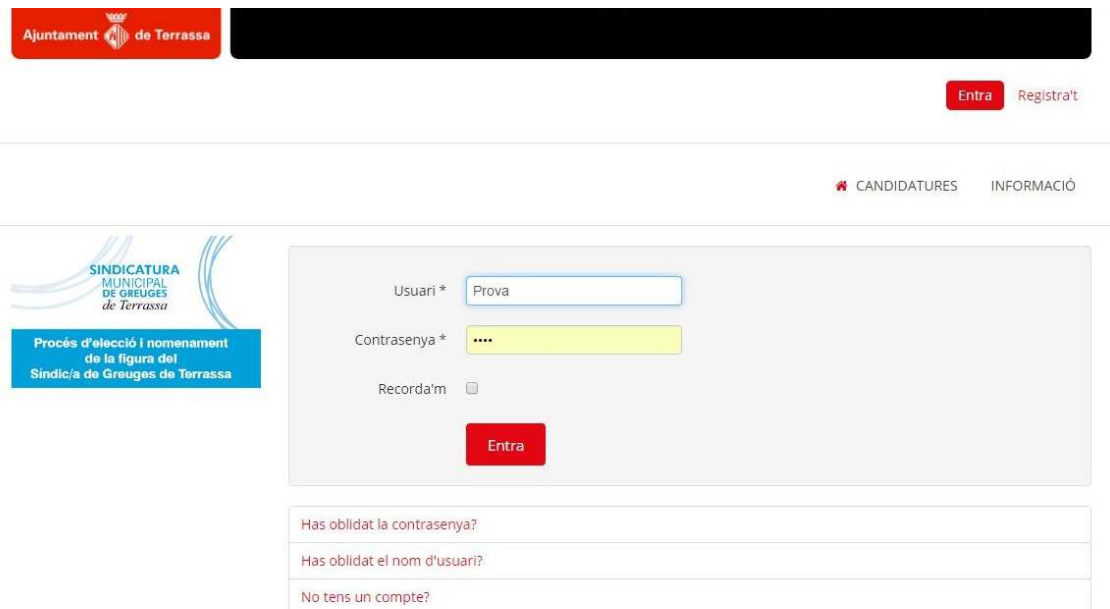 Ajuntament de Terrassa
Entra Registra't
CANDIDATURES INFORMACIÓ
SINDICATURA
MUNICIPAL
DE GREUGES
de Terrassa
Procés d'elecció i nomenament
de la figura del
Síndic/a de Greuges de Terrassa
Usuari * Prova
Contrasenya * ••••
Recorda'm
Entra
Has oblidat la contrasenya?
Has oblidat el nom d'usuari?
No tens un compte?